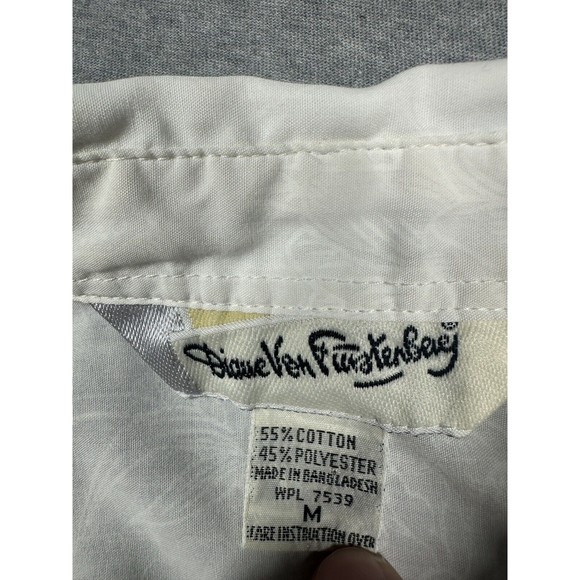 Diane Von Furstenberg®
55% COTTON
45% POLYESTER
MADE IN BANGLADESH
WPL 7539
M
CARE INSTRUCTION OVER